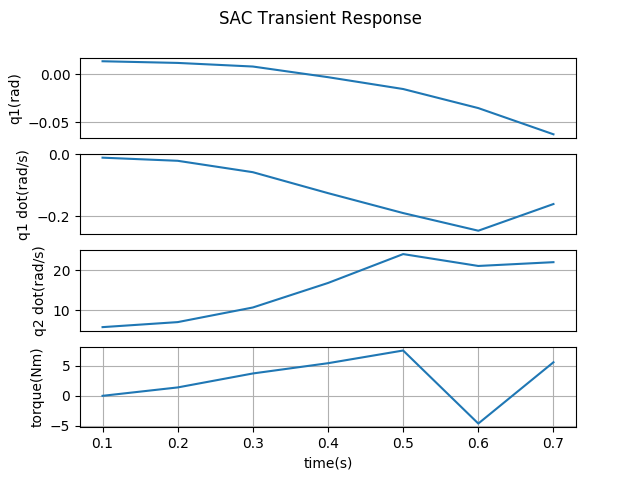 SAC Transient Response
q1(rad)
0.00
−0.05
q1 dot(rad/s)
0.0
−0.2
q2 dot(rad/s)
20
10
torque(Nm)
5
0
−5
0.1 0.2 0.3 0.4 0.5 0.6 0.7
time(s)